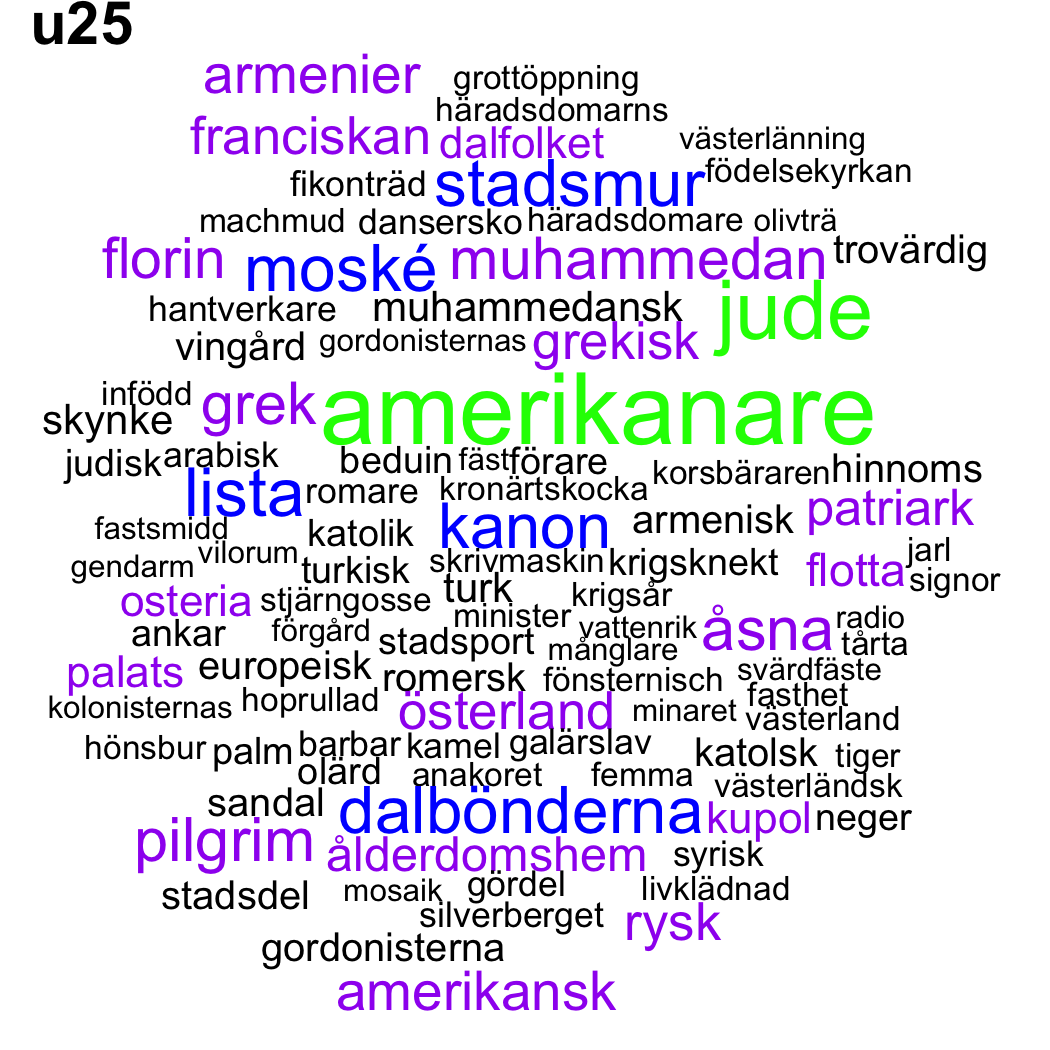 u25
armenier grottöppning
häradsdomarns
franciskan dalfolket västerlänning
fikonträd stadsmur födelsekyrkan
machmud dansersko häradsdomare olivträ
florin moské muhammedan trovärdig
hantverkare muhammedansk jude
vingård gordonisternas grekisk
infödd grek amerikanare
skynke
judisk arabisk beduin fästförare korsbäraren hinnoms
lista romare kronärtskocka patriark
fastsmidd katolik kanon armenisk
gendarm vilorum turkisk skrivmaskin krigsknekt flotta jarl
osteria stjärngosse turk krigsår signor
ankar förgård stadsport minister vattenrik åsna radio
månglare tårta
palats europeisk romersk fönsternisch svärdfäste
kolonisternas hoprullad österland minaret fasthet
västerland
hönsbur palm barbar kamel galärslav katolsk tiger
olärd anakoret femma västerländsk
sandal dalbönderna kupol neger
pilgrim ålderdomshem syrisk
stadsdel mosaik gördel livklädnad
silverberget rysk
gordonisterna
amerikansk